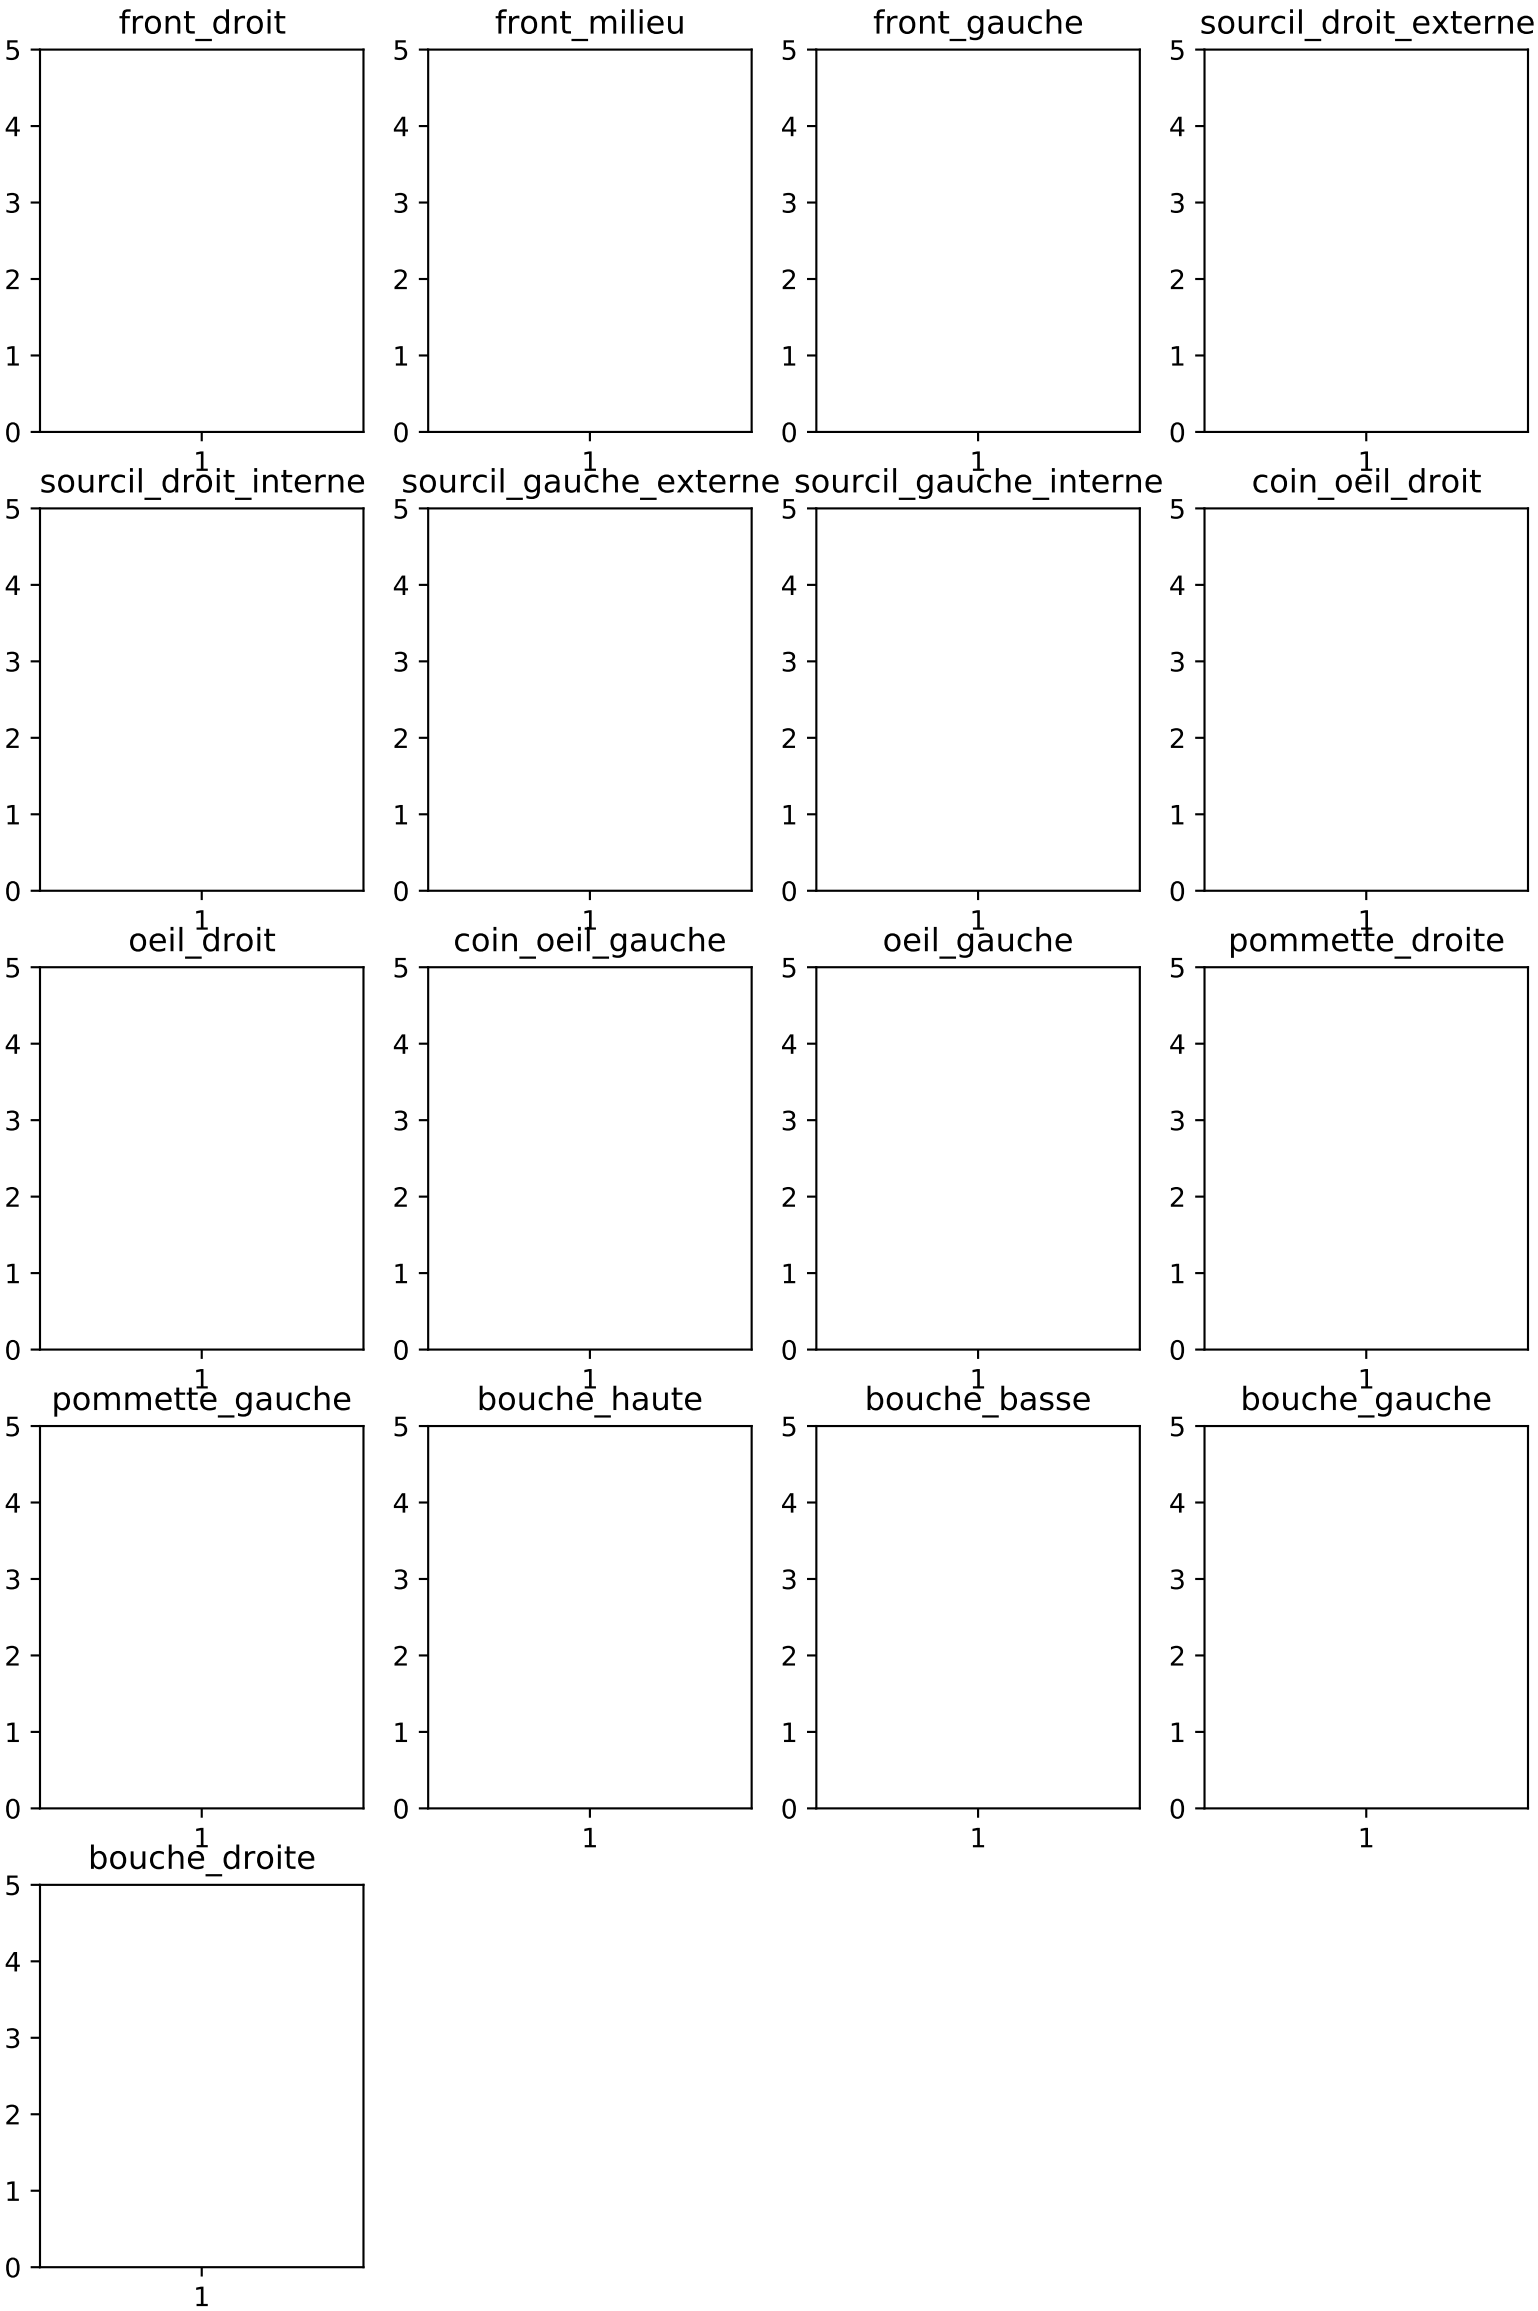 front_droit front_milieu front_gauche sourcil_droit_externe
5 5 5 5
4 4 4 4
3 3 3 3
2 2 2 2
1 1 1 1
0 0 0 0
1 1 1 1
sourcil_droit_interne sourcil_gauche_externe sourcil_gauche_interne coin_oeil_droit
5 5 5 5
4 4 4 4
3 3 3 3
2 2 2 2
1 1 1 1
0 0 0 0
1 1 1 1
oeil_droit coin_oeil_gauche oeil_gauche pommette_droite
5 5 5 5
4 4 4 4
3 3 3 3
2 2 2 2
1 1 1 1
0 0 0 0
1 1 1 1
pommette_gauche bouche_haute bouche_basse bouche_gauche
5 5 5 5
4 4 4 4
3 3 3 3
2 2 2 2
1 1 1 1
0 0 0 0
1 1 1 1
bouche_droite
5
4
3
2
1
0
1